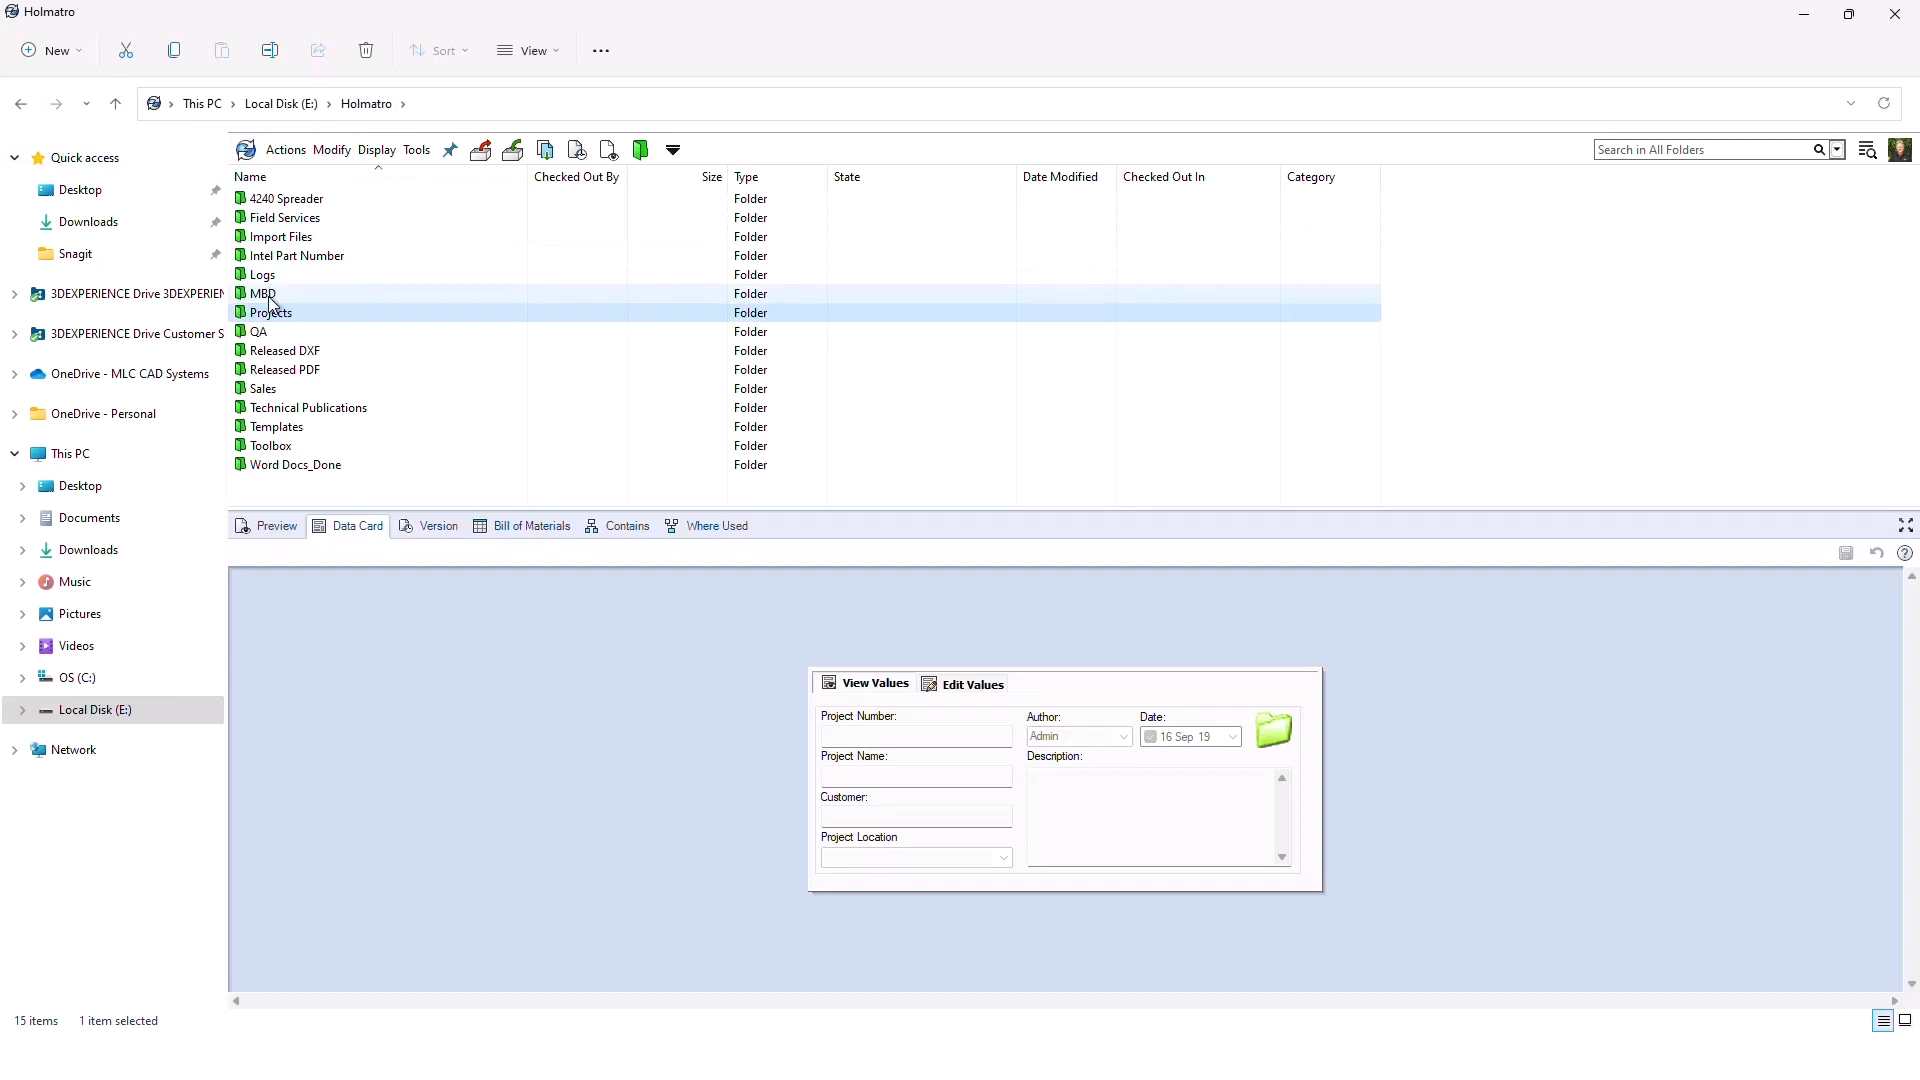 Holmatro
New
Sort
View
This PC > Local Disk (E:) > Holmatro >
Quick access
Desktop
Downloads
Snagit
3DEXPERIENCE Drive 3DEXPERIEN
3DEXPERIENCE Drive Customer S
OneDrive - MLC CAD Systems
OneDrive - Personal
This PC
Desktop
Documents
Downloads
Music
Pictures
Videos
OS (C:)
Local Disk (E:)
Network
Actions Modify Display Tools
Search in All Folders
Name Checked Out By Size Type State Date Modified Checked Out In Category
4240 Spreader Folder
Field Services Folder
Import Files Folder
Intel Part Number Folder
Logs Folder
MBD Folder
Projects Folder
QA Folder
Released DXF Folder
Released PDF Folder
Sales Folder
Technical Publications Folder
Templates Folder
Toolbox Folder
Word Docs_Done Folder
Preview Data Card Version Bill of Materials Contains Where Used
View Values Edit Values
Project Number: Author: Date:
Admin 16 Sep 19
Project Name: Description:
Customer:
Project Location
15 items 1 item selected